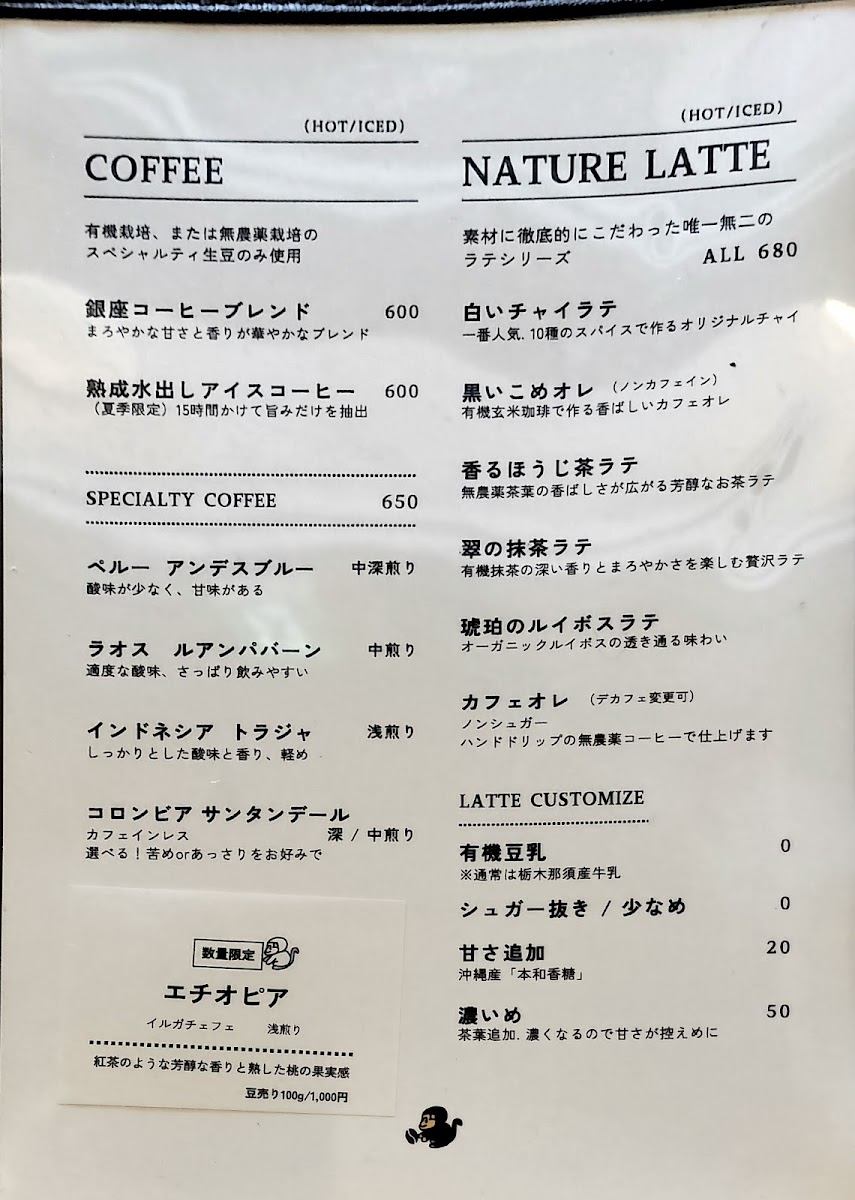 (HOT/ICED)
COFFEE
有機栽培、または無農薬栽培の
スペシャルティ生豆のみ使用
銀座コーヒーブレンド 600
まろやかな甘さと香りが華やかなブレンド
熟成水出しアイスコーヒー 600
（夏季限定）15時間かけて旨みだけを抽出
SPECIALTY COFFEE 650
ペルー アンデスブルー 中深煎り
酸味が少なく、甘味がある
ラオス ルアンパバーン 中煎り
適度な酸味、さっぱり飲みやすい
インドネシア トラジャ 浅煎り
しっかりとした酸味と香り、軽め
コロンビア サンタンデール
カフェインレス 深 / 中煎り
選べる！苦めorあっさりをお好みで
数量限定
エチオピア
イルガチェフェ 浅煎り
紅茶のような芳醇な香りと熟した桃の果実感
豆売り100g/1,000円
(HOT/ICED)
NATURE LATTE
素材に徹底的にこだわった唯一無二の
ラテシリーズ ALL 680
白いチャイラテ
一番人気. 10種のスパイスで作るオリジナルチャイ
黒いこめオレ （ノンカフェイン）
有機玄米珈琲で作る香ばしいカフェオレ
香るほうじ茶ラテ
無農薬茶葉の香ばしさが広がる芳醇なお茶ラテ
翠の抹茶ラテ
有機抹茶の深い香りとまろやかさを楽しむ贅沢ラテ
琥珀のルイボスラテ
オーガニックルイボスの透き通る味わい
カフェオレ （デカフェ変更可）
ノンシュガー
ハンドドリップの無農薬コーヒーで仕上げます
LATTE CUSTOMIZE
有機豆乳 0
※通常は栃木那須産牛乳
シュガー抜き / 少なめ 0
甘さ追加 20
沖縄産「本和香糖」
濃いめ 50
茶葉追加. 濃くなるので甘さが控えめに